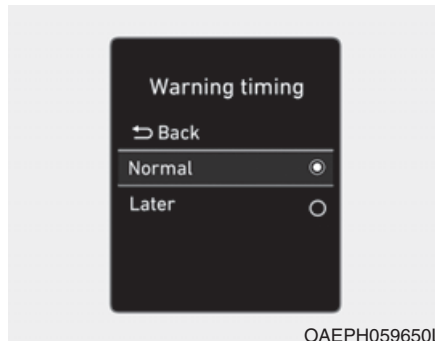 Warning timing
Back
Normal
Later
OAEPH059650L